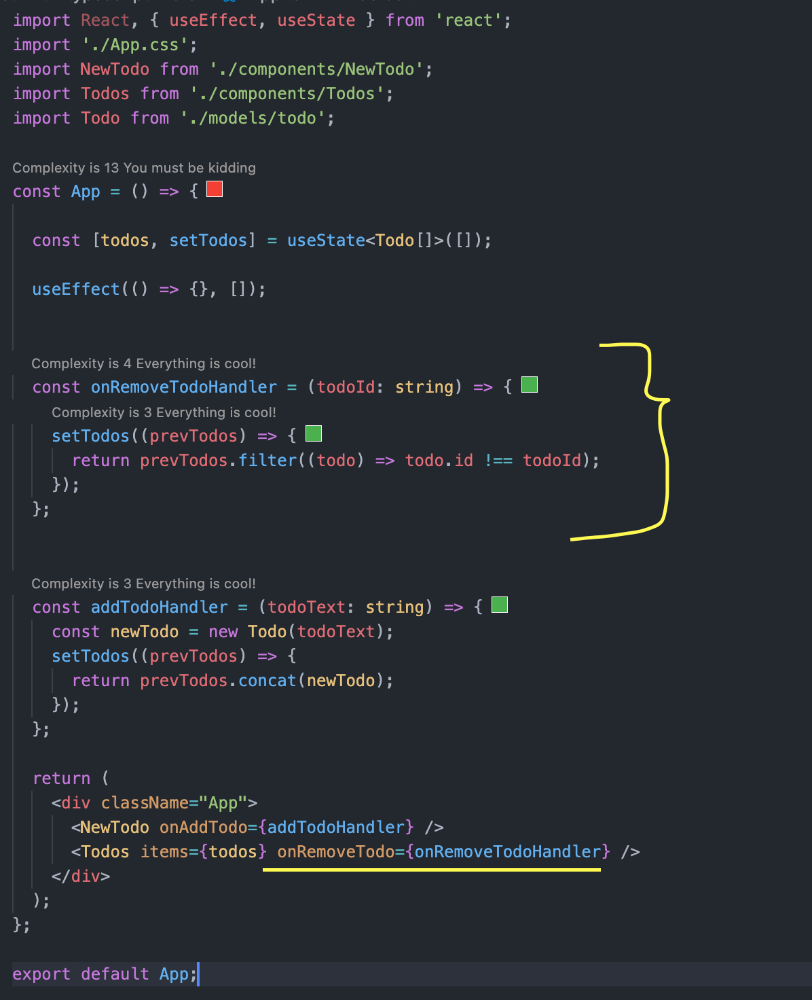 import React, { useEffect, useState } from 'react';
import './App.css';
import NewTodo from './components/NewTodo';
import Todos from './components/Todos';
import Todo from './models/todo';
Complexity is 13 You must be kidding
const App = () => {
const [todos, setTodos] = useState<Todo[]>([]);
useEffect(() => {}, []);
Complexity is 4 Everything is cool!
const onRemoveTodoHandler = (todoId: string) => {
Complexity is 3 Everything is cool!
setTodos((prevTodos) => {
return prevTodos.filter((todo) => todo.id !== todoId);
});
};
Complexity is 3 Everything is cool!
const addTodoHandler = (todoText: string) => {
const newTodo = new Todo(todoText);
setTodos((prevTodos) => {
return prevTodos.concat(newTodo);
});
};
return (
<div className="App">
<NewTodo onAddTodo={addTodoHandler} />
<Todos items={todos} onRemoveTodo={onRemoveTodoHandler} />
</div>
);
};
export default App;